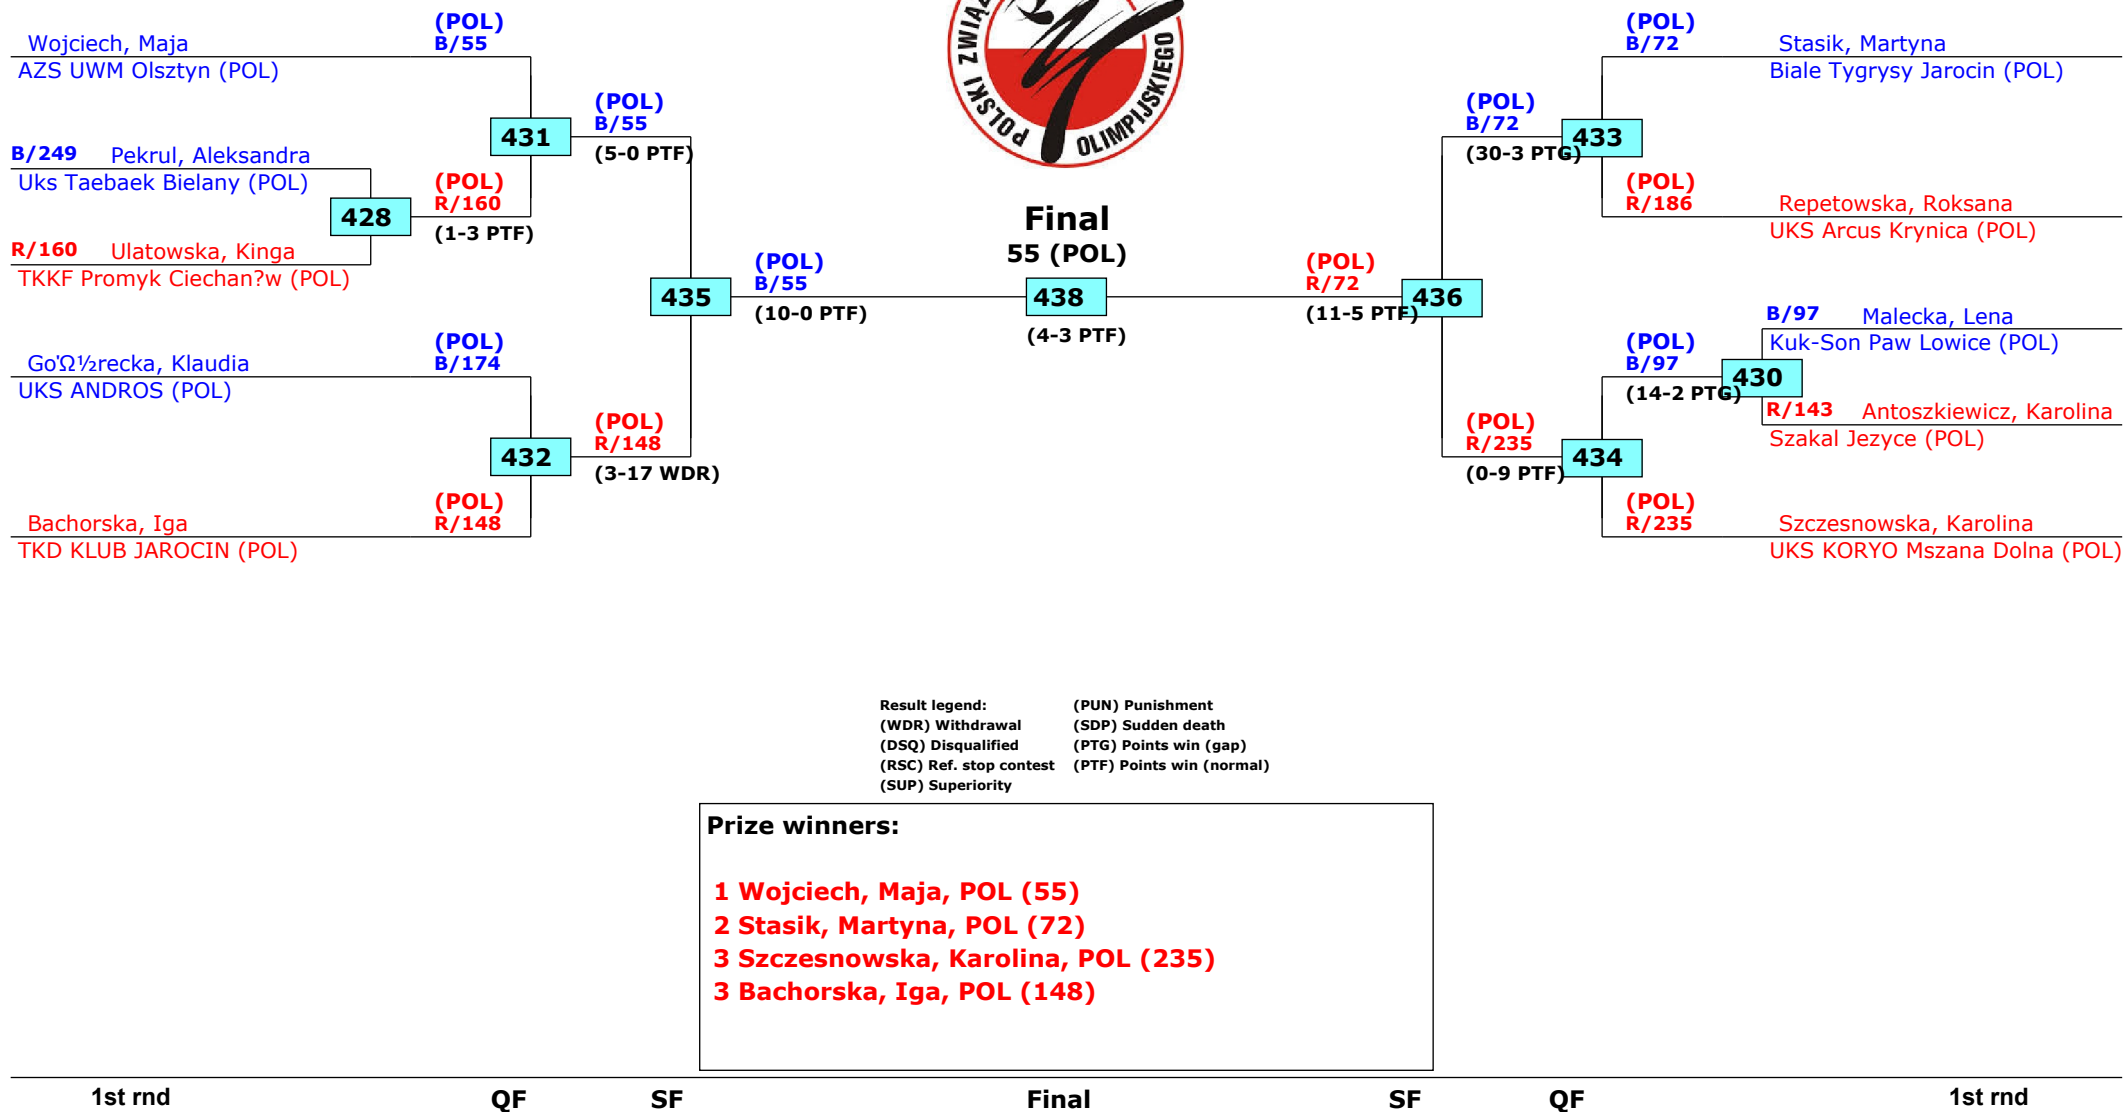 POLSKI ZWIĄZ
OLIMPIJSKIEGO
(POL)
B/55
Wojciech, Maja
AZS UWM Olsztyn (POL)
(POL)
B/55
431
(5-0 PTF)
B/249 Pekrul, Aleksandra
Uks Taebaek Bielany (POL)
(POL)
R/160
428
(1-3 PTF)
R/160 Ulatowska, Kinga
TKKF Promyk Ciechan?w (POL)
435
(POL)
B/55
(10-0 PTF)
(POL)
B/174
Go'Ω½recka, Klaudia
UKS ANDROS (POL)
(POL)
R/148
432
(3-17 WDR)
(POL)
R/148
Bachorska, Iga
TKD KLUB JAROCIN (POL)
Final
55 (POL)
438
(4-3 PTF)
(POL)
B/72
Stasik, Martyna
Biale Tygrysy Jarocin (POL)
(POL)
B/72
433
(30-3 PTG)
(POL)
R/186
Repetowska, Roksana
UKS Arcus Krynica (POL)
(POL)
R/72
436
(11-5 PTF)
B/97 Malecka, Lena
Kuk-Son Paw Lowice (POL)
(POL)
B/97
430
(14-2 PTG)
R/143 Antoszkiewicz, Karolina
Szakal Jezyce (POL)
(POL)
R/235
434
(0-9 PTF)
(POL)
R/235
Szczesnowska, Karolina
UKS KORYO Mszana Dolna (POL)
Result legend: (PUN) Punishment
(WDR) Withdrawal (SDP) Sudden death
(DSQ) Disqualified (PTG) Points win (gap)
(RSC) Ref. stop contest (PTF) Points win (normal)
(SUP) Superiority
Prize winners:
1 Wojciech, Maja, POL (55)
2 Stasik, Martyna, POL (72)
3 Szczesnowska, Karolina, POL (235)
3 Bachorska, Iga, POL (148)
1st rnd QF SF Final SF QF 1st rnd